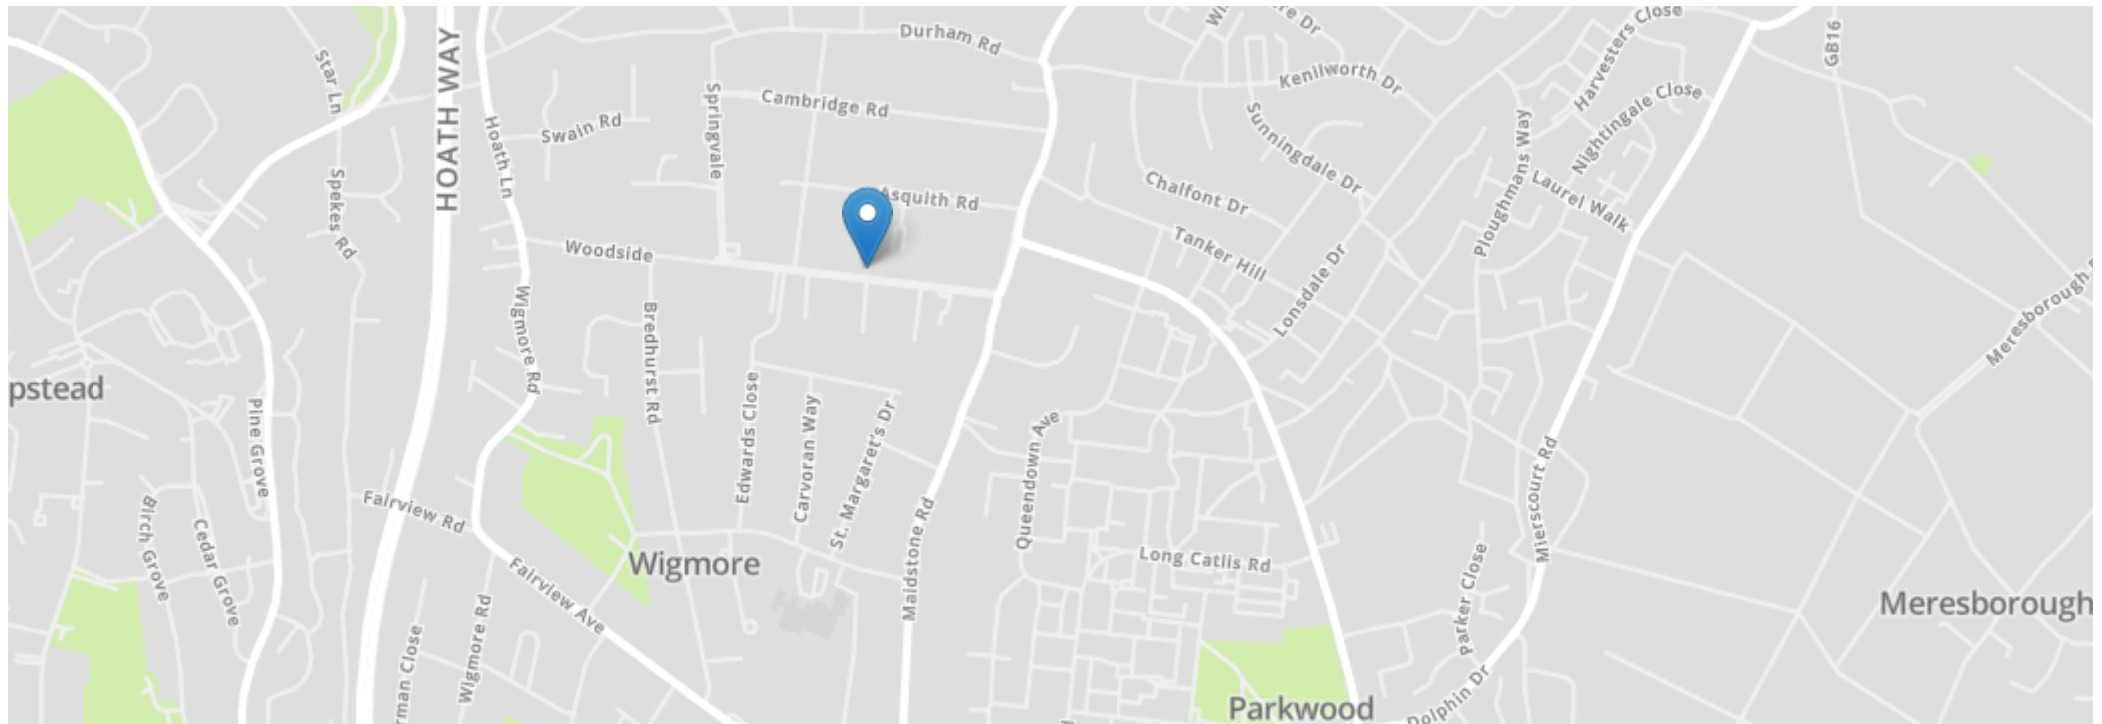 Durham Rd
Harvesters Close
GB16
Star Ln
HOATH WAY
Kenilworth Dr
Springvale
Cambridge Rd
Nightingale Close
Swain Rd
Hoath Ln
Sunningdale Dr
Ploughmans Way
Spekes Rd
Asquith Rd
Chalfont Dr
Laurel Walk
Woodside
Tanker Hill
Lonsdale Dr
Meresborough
Wigmore Rd
Bredhurst Rd
pstead
Pine Grove
Edwards Close
Carvoran Way
St. Margaret's Dr
Queendown Ave
Mierscourt Rd
Fairview Rd
Birch Grove
Cedar Grove
Maidstone Rd
Wigmore
Long Catlis Rd
Fairview Ave
Parker Close
Meresborough
Wigmore Rd
rman Close
Parkwood
Dolphin Dr